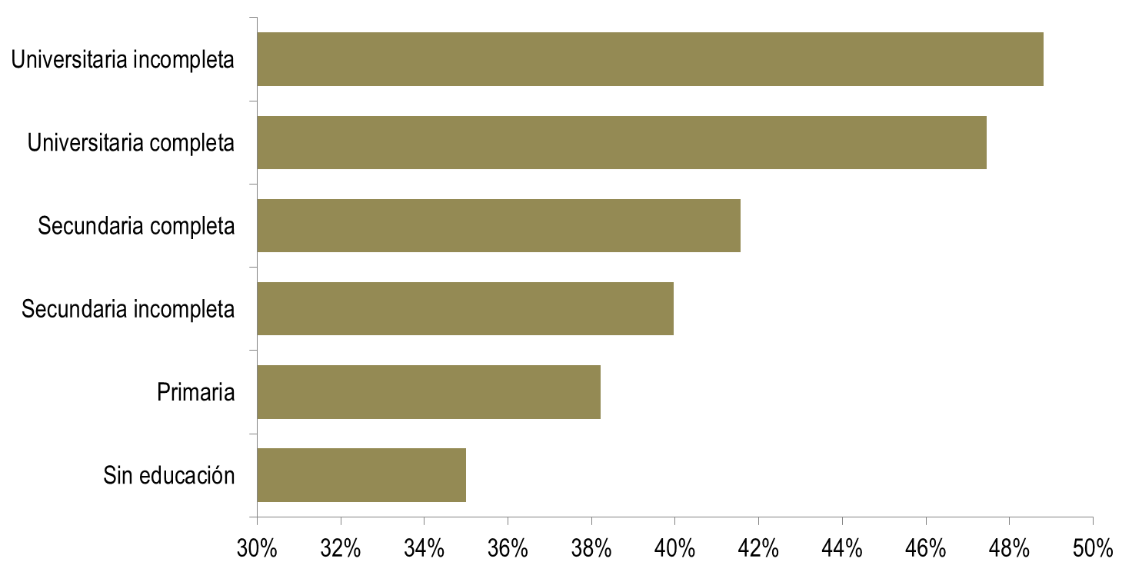 Universitaria incompleta
Universitaria completa
Secundaria completa
Secundaria incompleta
Primaria
Sin educación
30% 32% 34% 36% 38% 40% 42% 44% 46% 48% 50%